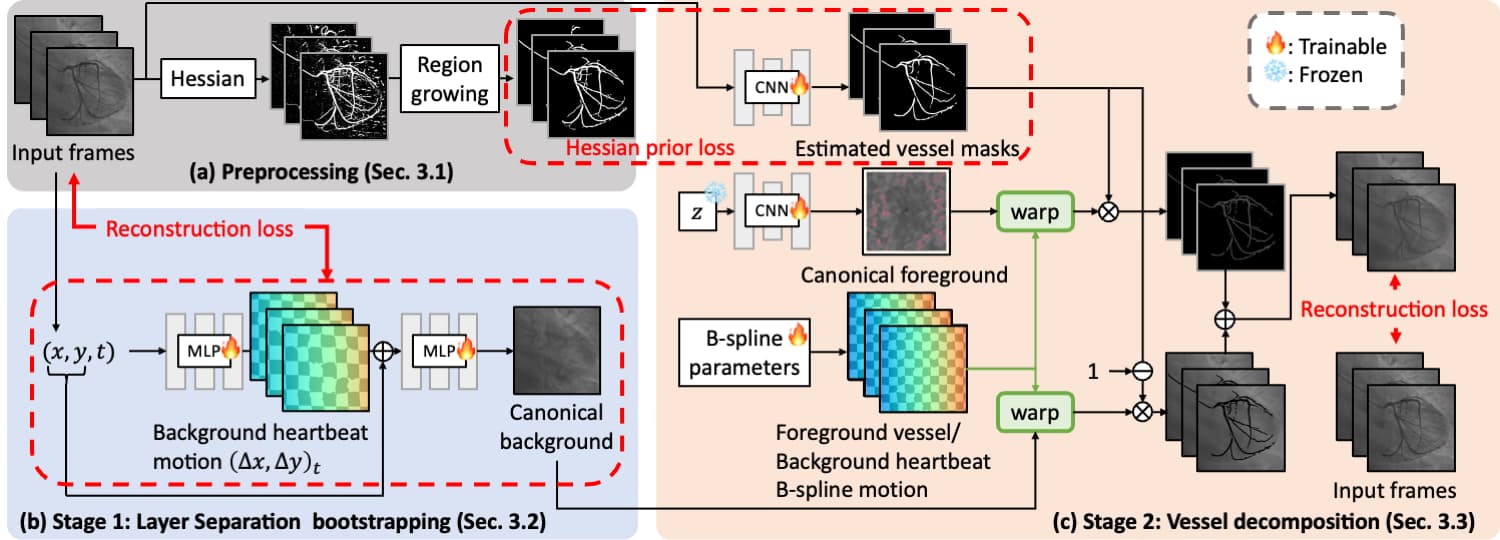 Input frames
Hessian
Region
growing
Hessian prior loss
(a) Preprocessing (Sec. 3.1)
CNN
Estimated vessel masks
: Trainable
: Frozen
Reconstruction loss
(x, y, t)
MLP
MLP
Background heartbeat
motion (Δx, Δy)t
Canonical
background
(b) Stage 1: Layer Separation bootstrapping (Sec. 3.2)
z
CNN
Canonical foreground
warp
B-spline
parameters
Foreground vessel/
Background heartbeat
B-spline motion
warp
1
Reconstruction loss
Input frames
(c) Stage 2: Vessel decomposition (Sec. 3.3)